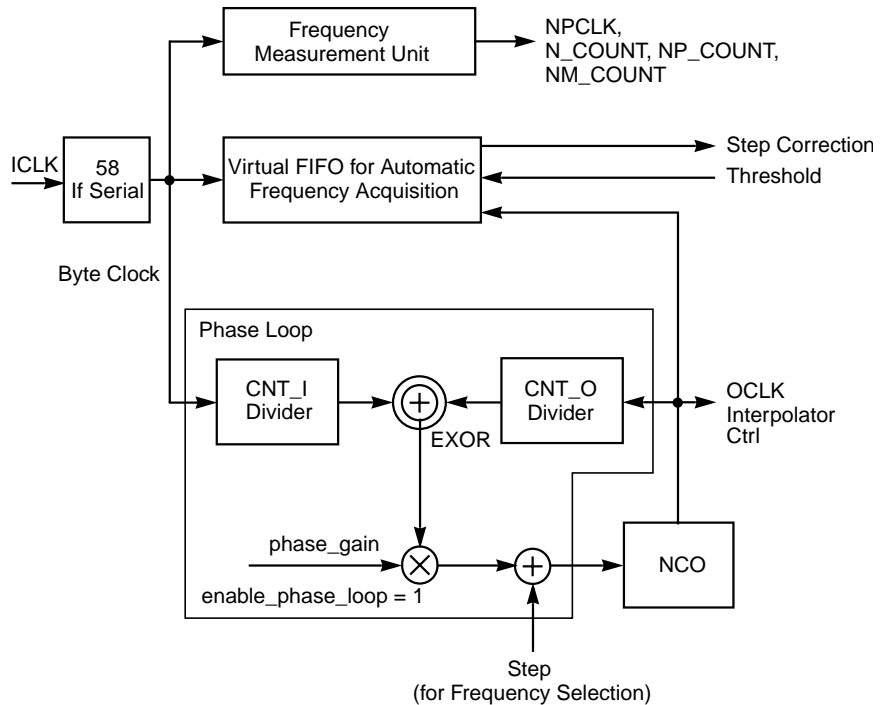 Frequency
Measurement Unit
NPCLK,
N_COUNT, NP_COUNT,
NM_COUNT
ICLK
58
If Serial
Virtual FIFO for Automatic
Frequency Acquisition
Step Correction
Threshold
Byte Clock
Phase Loop
CNT_I
Divider
+
EXOR
CNT_O
Divider
OCLK
Interpolator
Ctrl
phase_gain
enable_phase_loop = 1
×
+
NCO
Step
(for Frequency Selection)